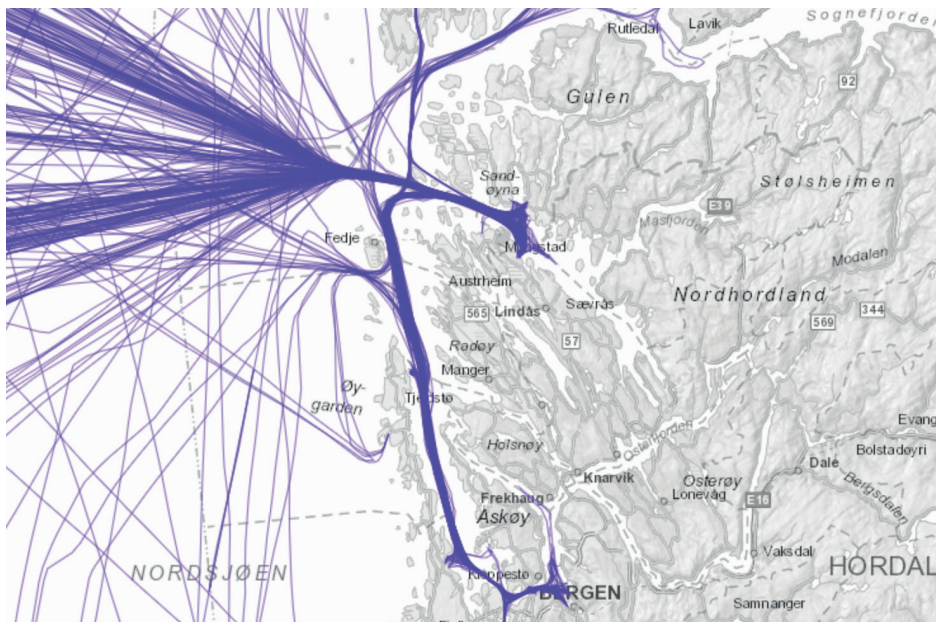 Sognefjorden
Lavik
Rutledal
92
Gulen
Sand-
øyna
Stølsheimen
E39
Masfjorden
Fedje
Mongstad
Modalen
Austrheim
Sævrås
Nordhordland
565
Lindås
344
569
57
Radøy
Manger
Øy-
garden
Tjeldstø
Evang
Holsnøy
Osterfjorden
Bolstadøyri
Dale
Knarvik
Osterøy
Bergsdalen
Frekhaug
Lonevåg
E16
Askøy
Vaksdal
NORDSJØEN
Kleppestø
HORDAL
BERGEN
Samnanger